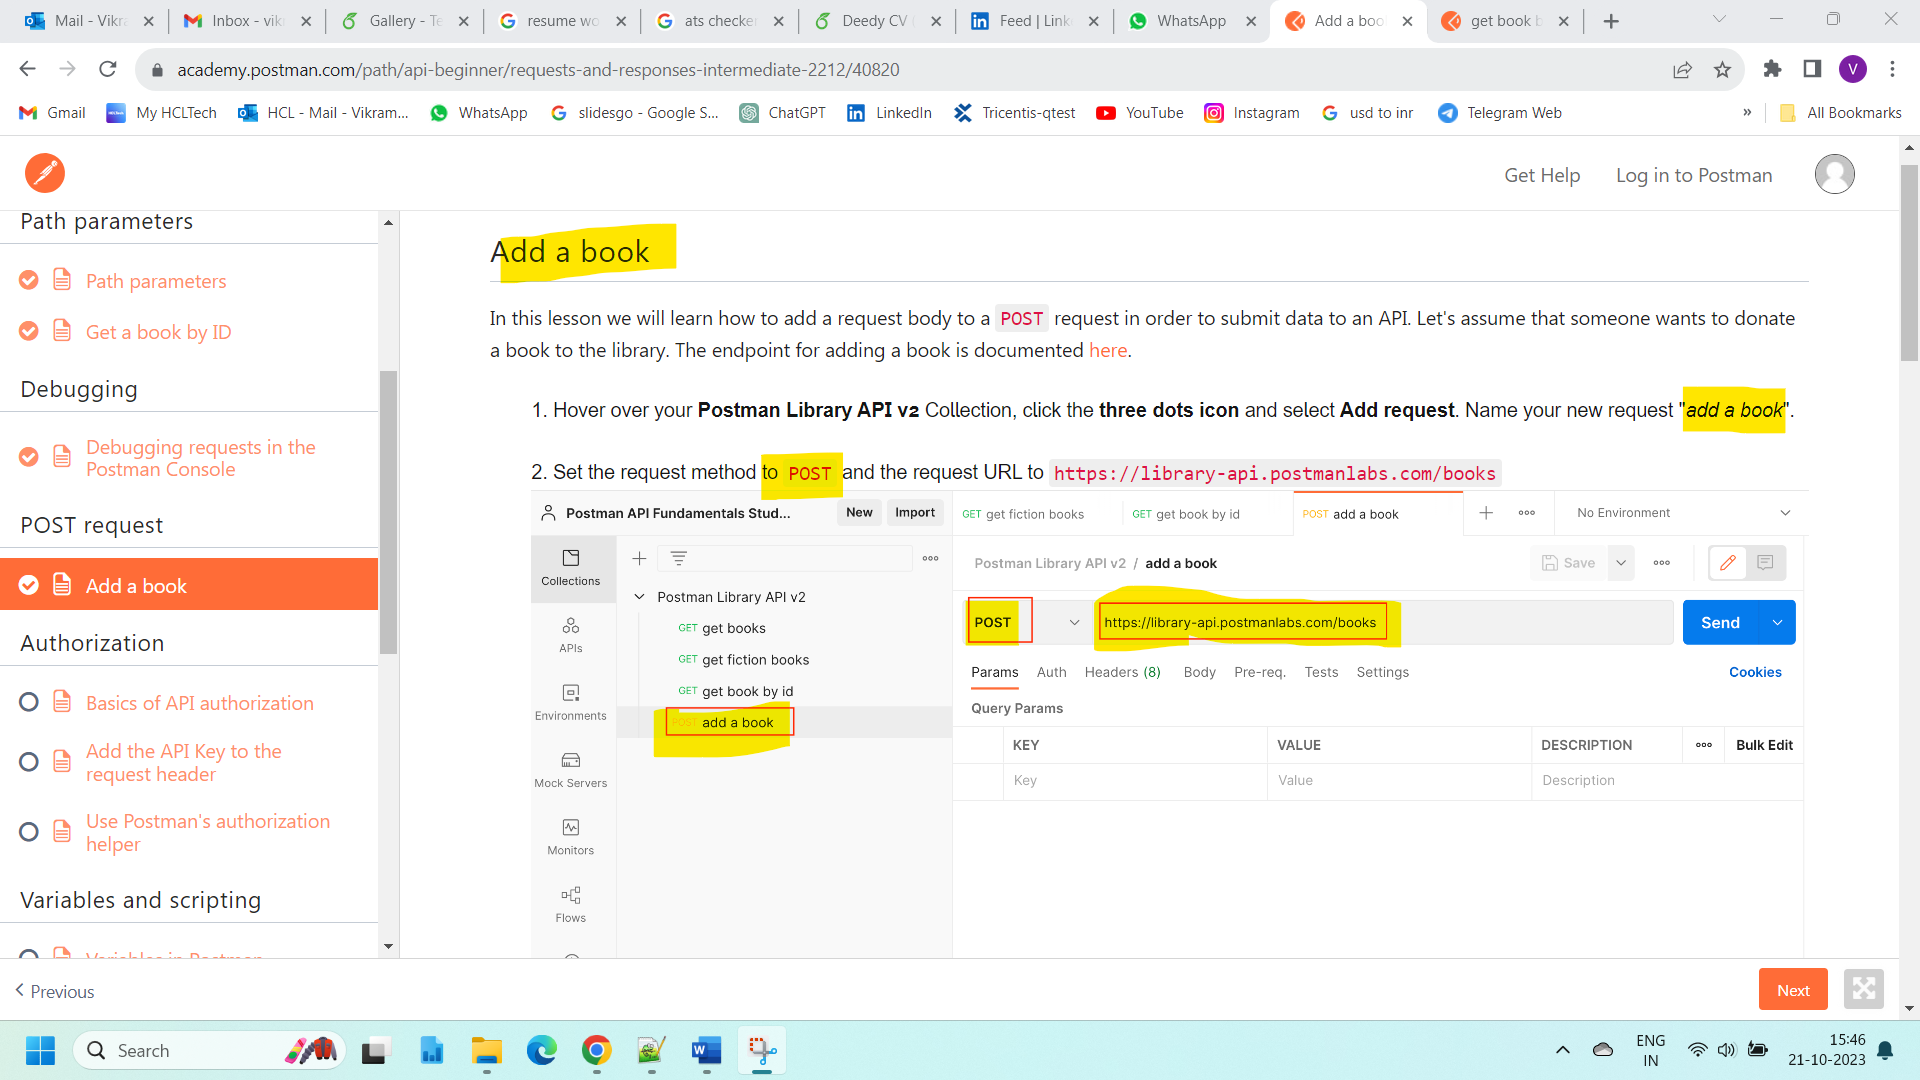 Mail - Vikra
Inbox - vik
Gallery - Te
resume wo
ats checke
Deedy CV
Feed | Link
WhatsApp
Add a boo
get book b
academy.postman.com/path/api-beginner/requests-and-responses-intermediate-2212/40820
V
Gmail
My HCLTech
HCL - Mail - Vikram...
WhatsApp
slidesgo - Google S...
ChatGPT
LinkedIn
Tricentis-qtest
YouTube
Instagram
usd to inr
Telegram Web
»
All Bookmarks
Get Help
Log in to Postman
Path parameters
Path parameters
Get a book by ID
Debugging
Debugging requests in the
Postman Console
POST request
Add a book
Authorization
Basics of API authorization
Add the API Key to the
request header
Use Postman's authorization
helper
Variables and scripting
Variables in Postman
Add a book
In this lesson we will learn how to add a request body to a POST request in order to submit data to an API. Let's assume that someone wants to donate
a book to the library. The endpoint for adding a book is documented here.
1. Hover over your Postman Library API v2 Collection, click the three dots icon and select Add request. Name your new request "add a book".
2. Set the request method to POST and the request URL to https://library-api.postmanlabs.com/books
Postman API Fundamentals Stud...
New
Import
GET get fiction books
GET get book by id
POST add a book
No Environment
Collections
APIs
Environments
Mock Servers
Monitors
Flows
Postman Library API v2
GET get books
GET get fiction books
GET get book by id
POST add a book
Postman Library API v2 / add a book
Save
POST
https://library-api.postmanlabs.com/books
Send
Params
Auth
Headers (8)
Body
Pre-req.
Tests
Settings
Cookies
Query Params
KEY
VALUE
DESCRIPTION
Bulk Edit
Key
Value
Description
Previous
Next
Search
ENG
IN
15:46
21-10-2023